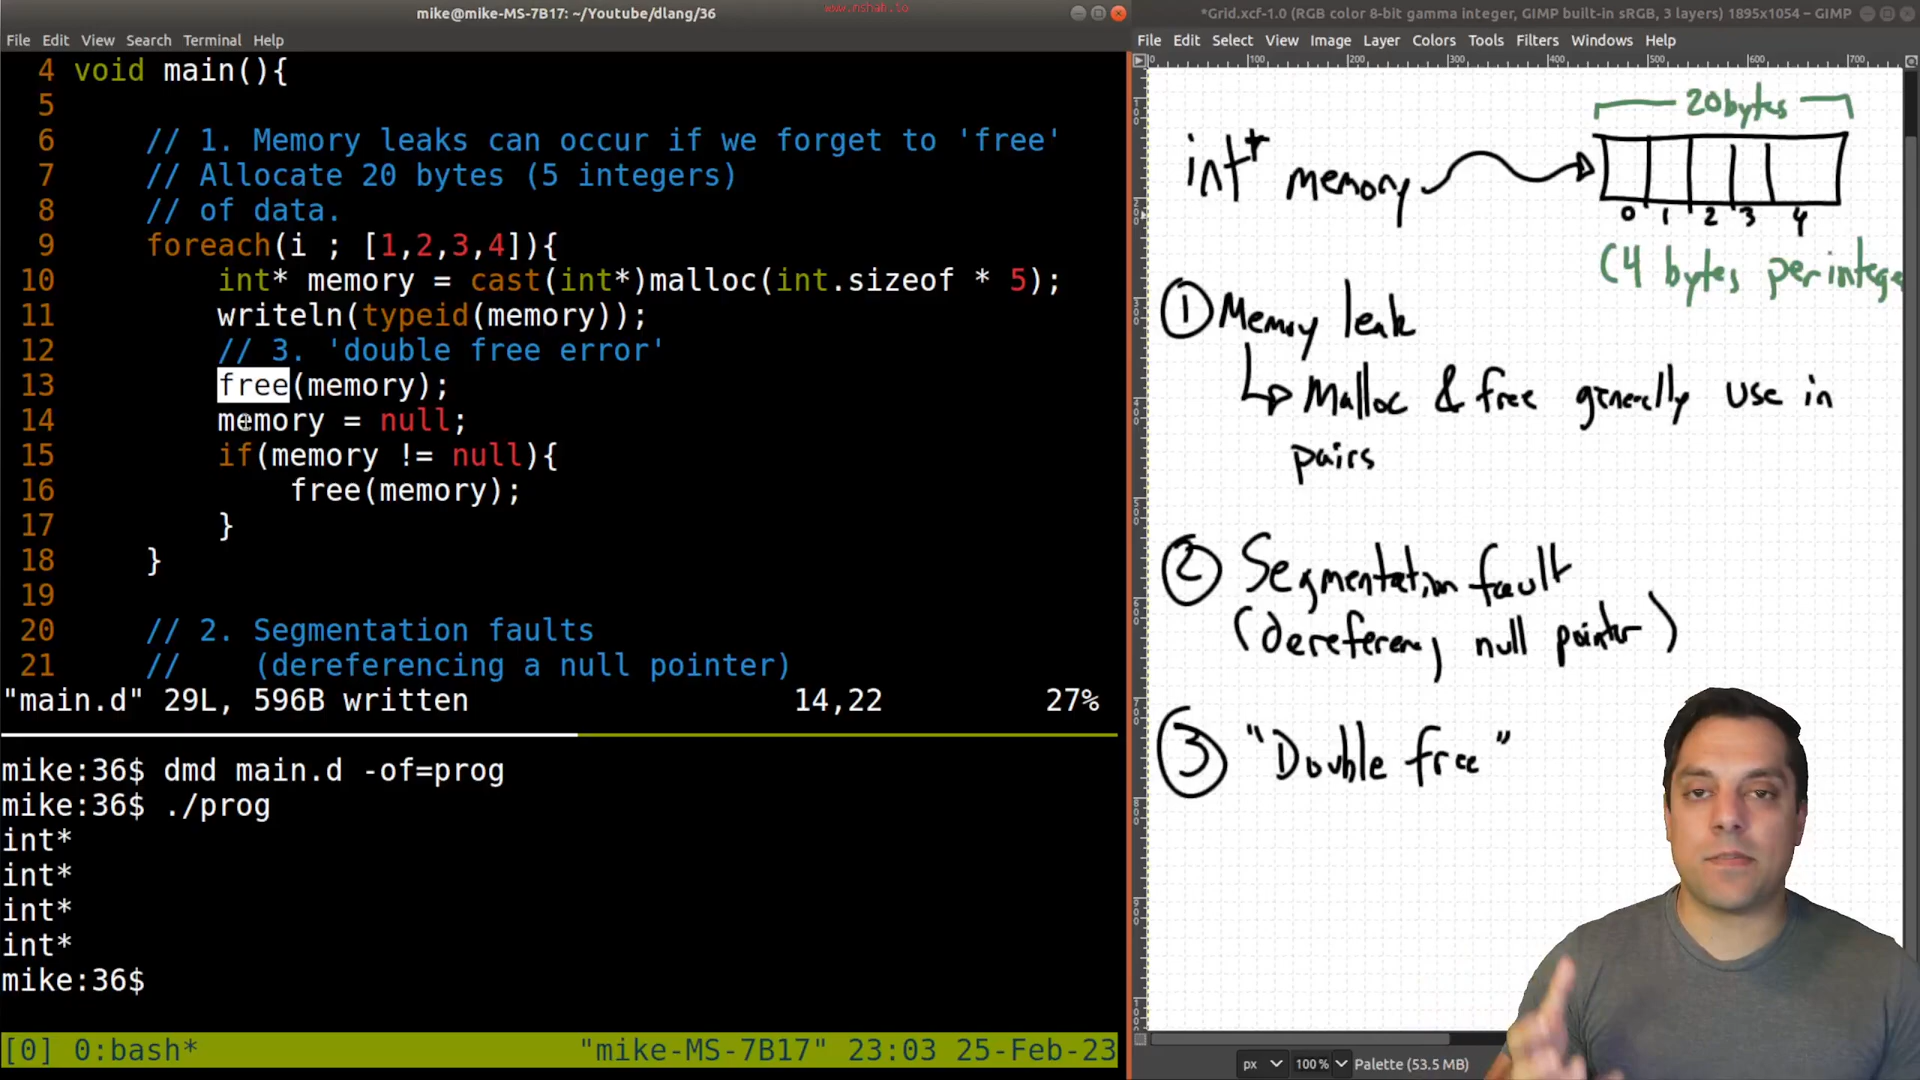 mike@mike-MS-7B17: ~/Youtube/dlang/36
File Edit View Search Terminal Help
4 void main(){
5
6 // 1. Memory leaks can occur if we forget to 'free'
7 // Allocate 20 bytes (5 integers)
8 // of data.
9 foreach(i ; [1,2,3,4]){
10 int* memory = cast(int*)malloc(int.sizeof * 5);
11 writeln(typeid(memory));
12 // 3. 'double free error'
13 free(memory);
14 memory = null;
15 if(memory != null){
16 free(memory);
17 }
18 }
19
20 // 2. Segmentation faults
21 // (dereferencing a null pointer)
"main.d" 29L, 596B written 14,22 27%
mike:36$ dmd main.d -of=prog
mike:36$ ./prog
int*
int*
int*
int*
mike:36$
[0] 0:bash* "mike-MS-7B17" 23:03 25-Feb-23
*Grid.xcf-1.0 (RGB color 8-bit gamma integer, GIMP built-in sRGB, 3 layers) 1895x1054 – GIMP
File Edit Select View Image Layer Colors Tools Filters Windows Help
0 100 200 300 400 500 600 700
20bytes
int* memory
0 1 2 3 4
(4 bytes per intege
① Memory leak
Malloc & free generally use in
pairs
② Segmentation fault
(dereferency null pointer)
③ "Double free"
px 100% Palette (53.5 MB)